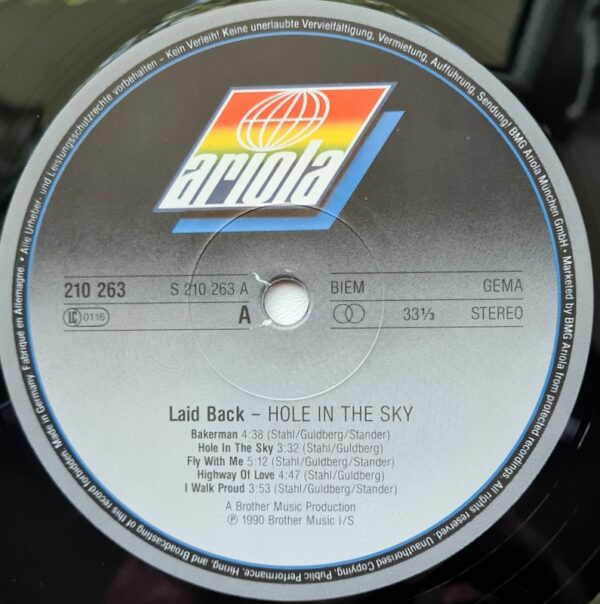 • Alle Urheber- und Leistungsschutzrechte vorbehalten – Kein Verleih! Keine unerlaubte Vervielfältigung, Vermietung, Aufführung, Sendung! BMG Ariola München GmbH • Marketed by BMG Ariola from protected recordings. All rights reserved. Unauthorised Copying, Public Performance, Hiring, and Broadcasting of this record forbidden. Made in Germany Fabriqué en Allemagne
ariola
210 263 S 210 263 A BIEM GEMA
LC 0116 A 33 1/3 STEREO
Laid Back – HOLE IN THE SKY
Bakerman 4:38 (Stahl/Guldberg/Stander)
Hole In The Sky 3:32 (Stahl/Guldberg)
Fly With Me 5:12 (Stahl/Guldberg/Stander)
Highway Of Love 4:47 (Stahl/Guldberg)
I Walk Proud 3:53 (Stahl/Guldberg/Stander)
A Brother Music Production
℗ 1990 Brother Music I/S